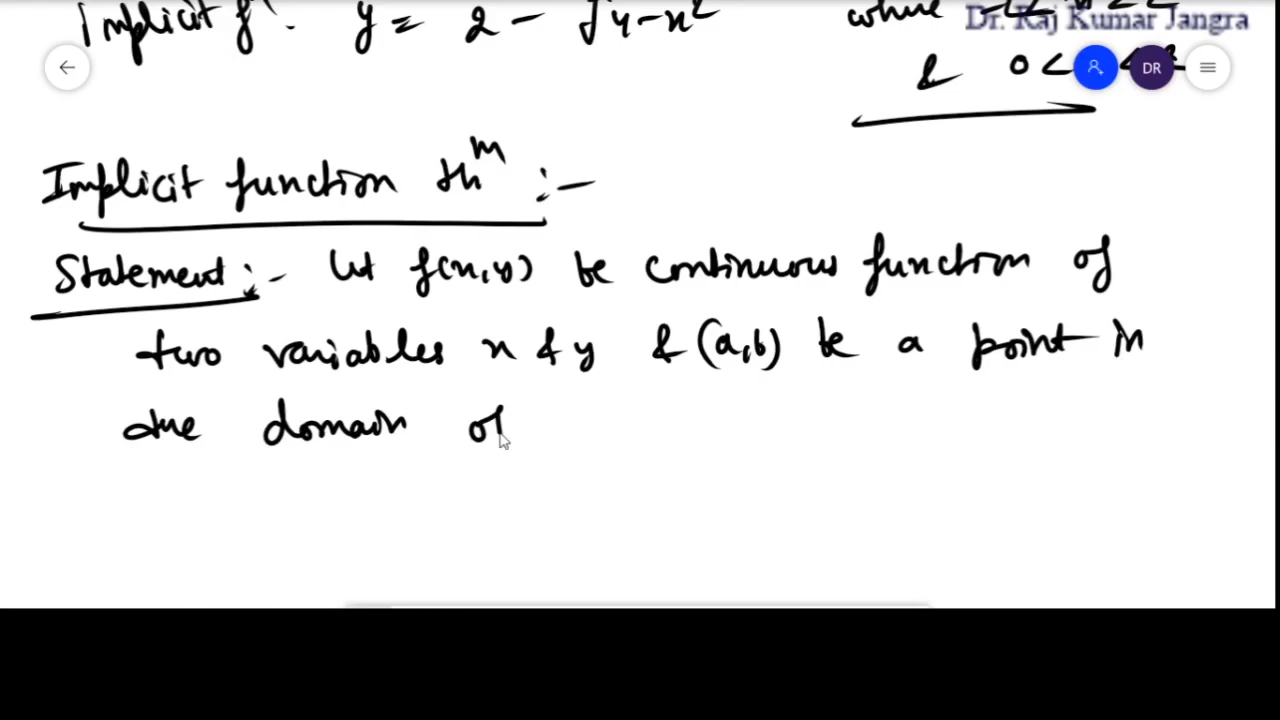 Implicit fⁿ. y = 2 - √4-x² where
Dr. Raj Kumar Jangra
& 0 <
DR
Implicit function thᵐ :-
Statement :- let f(x,y) be continuous function of
two variables x & y & (a,b) be a point in
the domain of